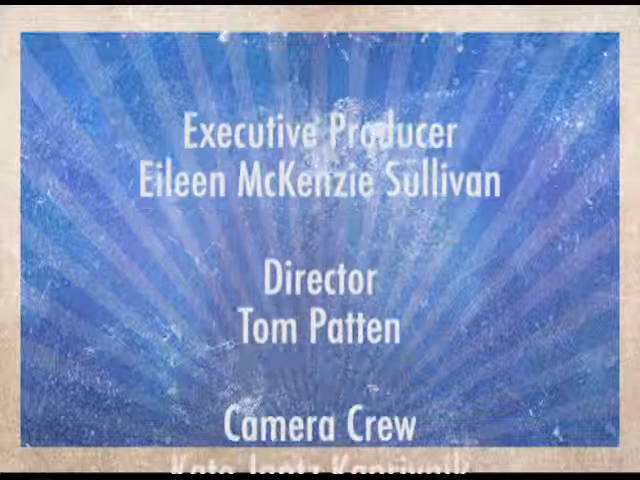 Executive Producer
Eileen McKenzie Sullivan
Director
Tom Patten
Camera Crew